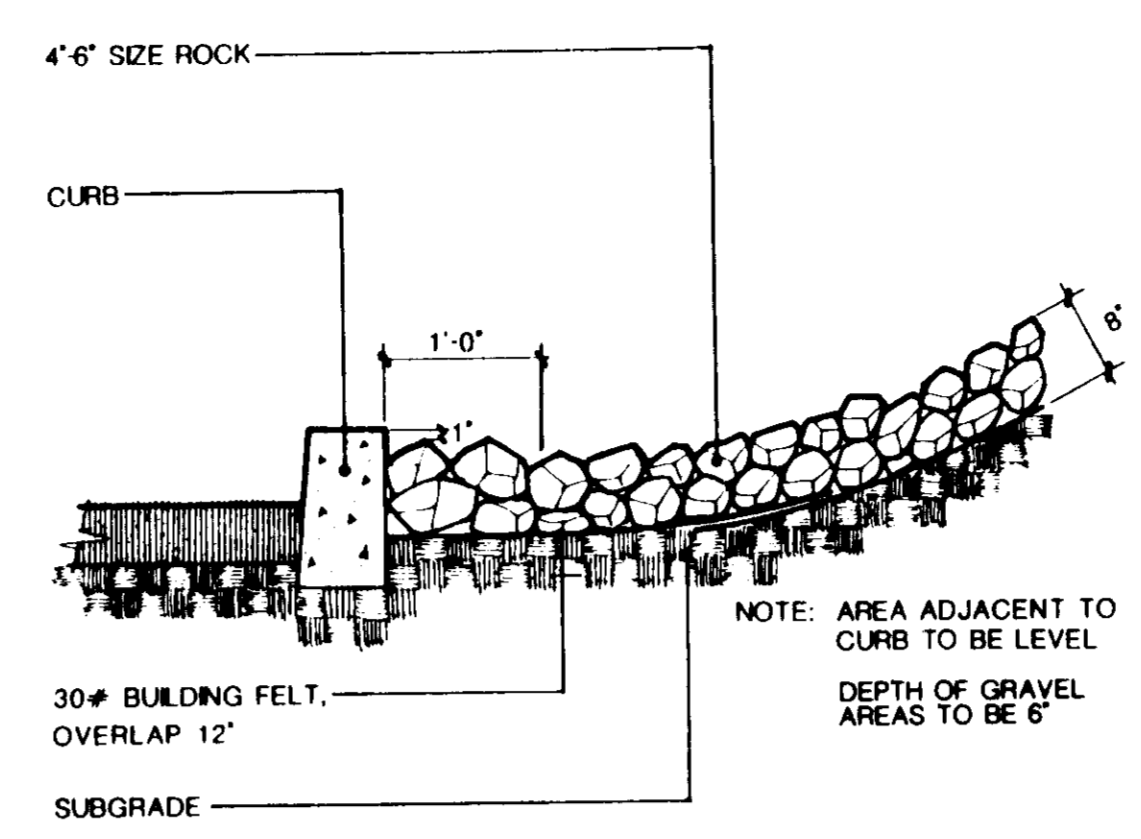 4"-6" SIZE ROCK
CURB
1'-0"
8"
1"
NOTE: AREA ADJACENT TO
CURB TO BE LEVEL
DEPTH OF GRAVEL
AREAS TO BE 6"
30# BUILDING FELT,
OVERLAP 12"
SUBGRADE